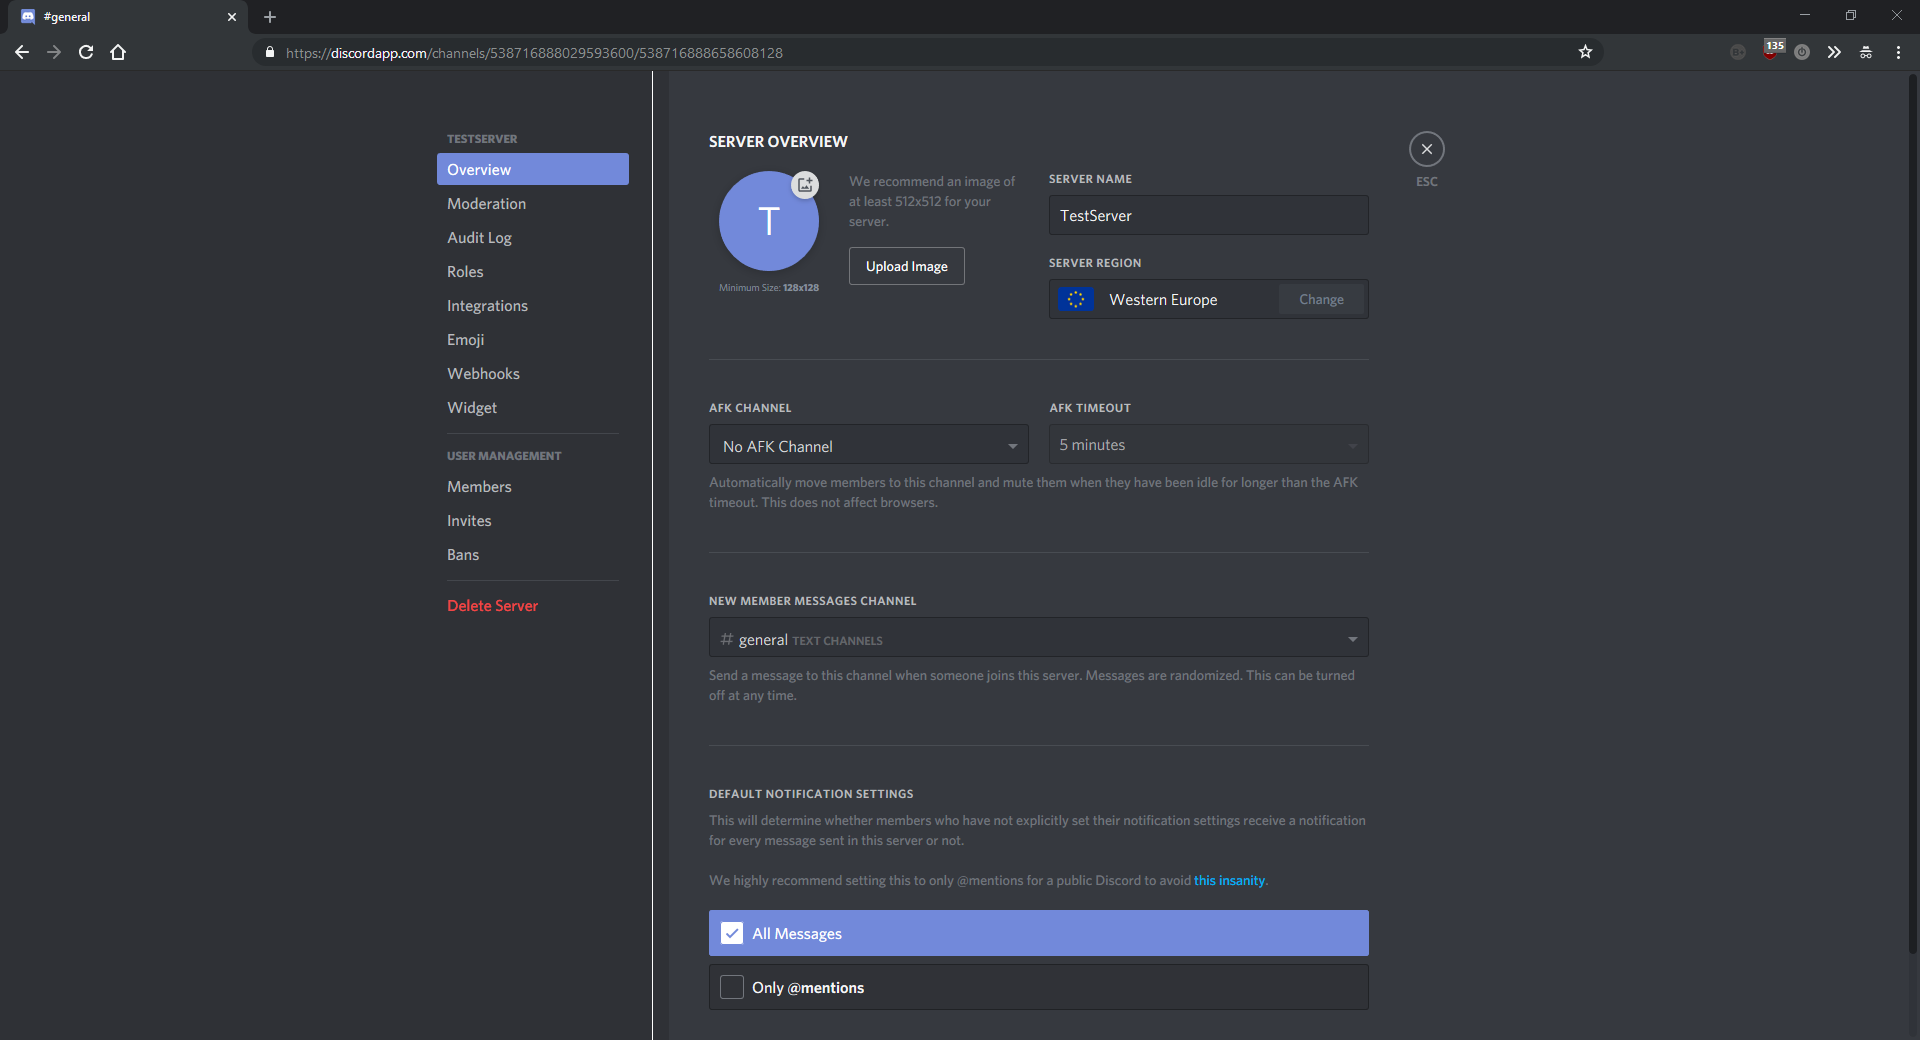 #general
https://discordapp.com/channels/538716888029593600/538716888658608128
135
TESTSERVER
Overview
Moderation
Audit Log
Roles
Integrations
Emoji
Webhooks
Widget
USER MANAGEMENT
Members
Invites
Bans
Delete Server
SERVER OVERVIEW
T
Minimum Size: 128x128
We recommend an image of
at least 512x512 for your
server.
Upload Image
SERVER NAME
TestServer
SERVER REGION
Western Europe
Change
ESC
AFK CHANNEL
No AFK Channel
AFK TIMEOUT
5 minutes
Automatically move members to this channel and mute them when they have been idle for longer than the AFK
timeout. This does not affect browsers.
NEW MEMBER MESSAGES CHANNEL
# general TEXT CHANNELS
Send a message to this channel when someone joins this server. Messages are randomized. This can be turned
off at any time.
DEFAULT NOTIFICATION SETTINGS
This will determine whether members who have not explicitly set their notification settings receive a notification
for every message sent in this server or not.
We highly recommend setting this to only @mentions for a public Discord to avoid this insanity.
All Messages
Only @mentions